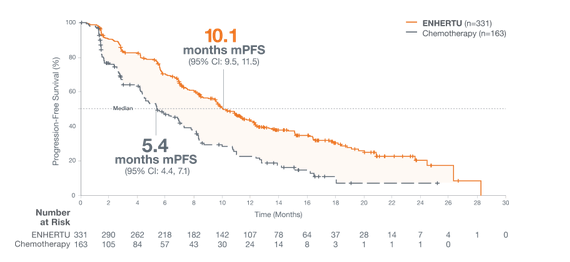 ENHERTU (n=331)
Chemotherapy (n=163)
Progression-Free Survival (%)
100
80
60
40
20
0
10.1
months mPFS
(95% CI: 9.5, 11.5)
Median
5.4
months mPFS
(95% CI: 4.4, 7.1)
0 2 4 6 8 10 12 14 16 18 20 22 24 26 28 30
Time (Months)
Number
at Risk
ENHERTU 331 290 262 218 182 142 107 78 64 37 28 14 7 4 1 0
Chemotherapy 163 105 84 57 43 30 24 14 8 3 1 1 1 0